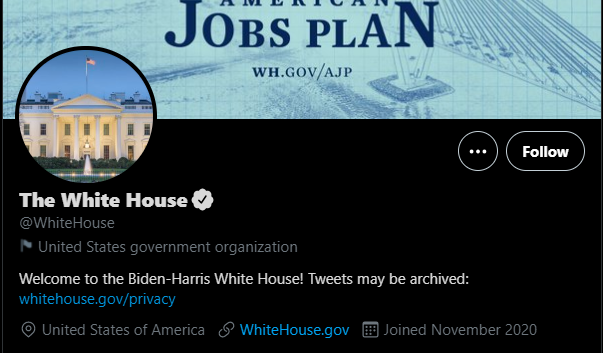 AMERICAN
JOBS PLAN
WH.GOV/AJP
Follow
The White House
@WhiteHouse
United States government organization
Welcome to the Biden-Harris White House! Tweets may be archived:
whitehouse.gov/privacy
United States of America WhiteHouse.gov Joined November 2020